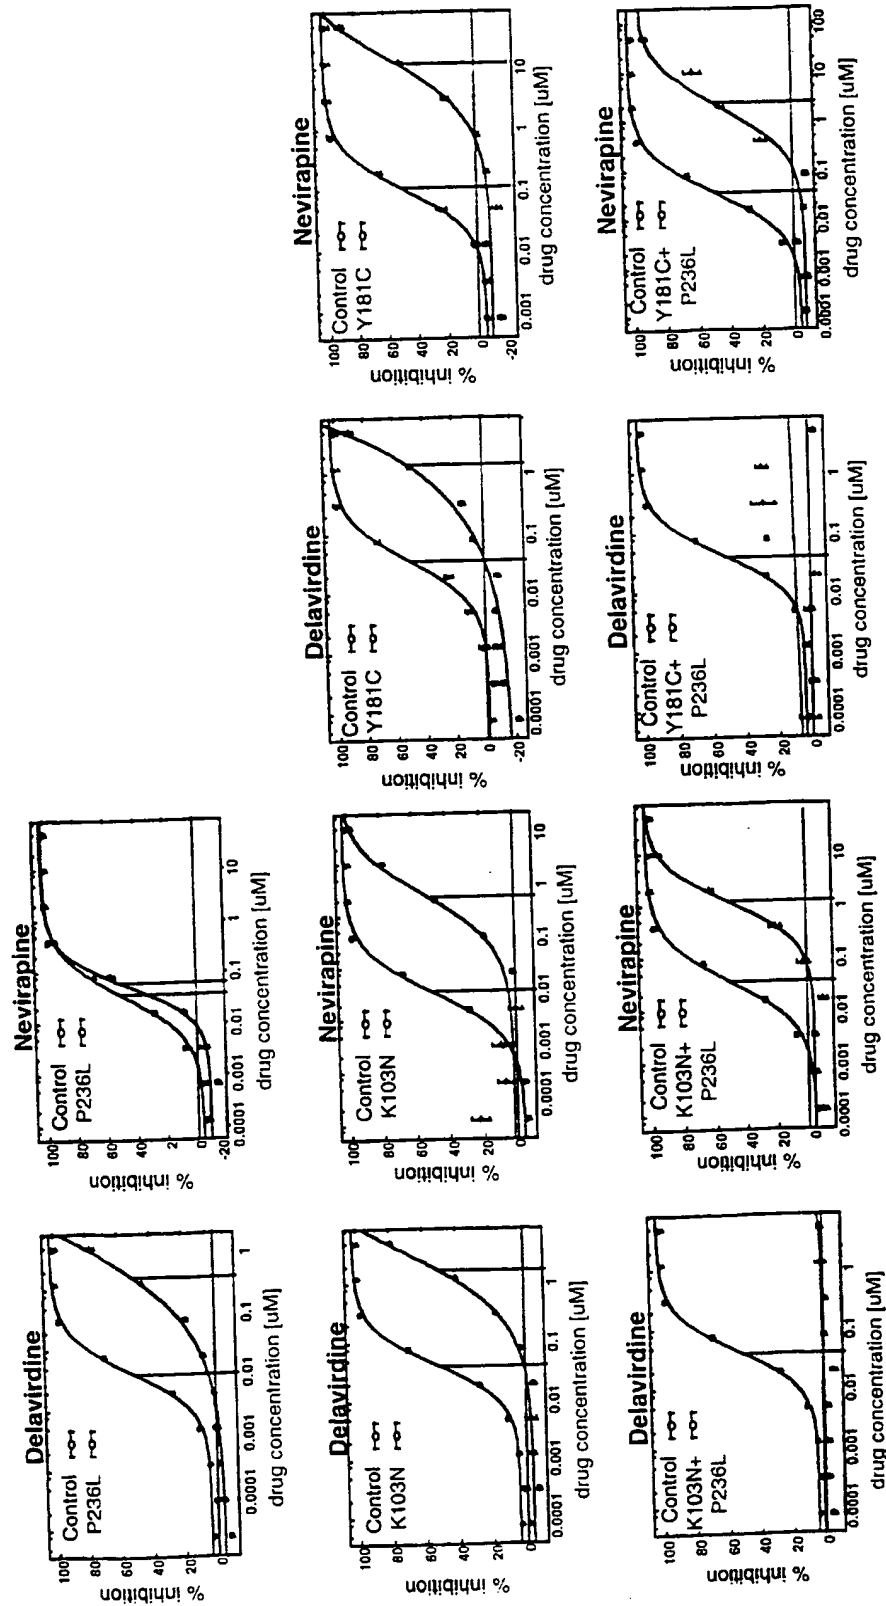 Delavirdine
Control
P236L
100
80
60
40
20
0
% inhibition
0.0001
0.001
0.01
0.1
1
drug concentration [uM]
Nevirapine
Control
P236L
100
80
60
40
20
0
-20
% inhibition
0.0001
0.001
0.01
0.1
1
10
drug concentration [uM]
Delavirdine
Control
K103N
100
80
60
40
20
0
% inhibition
0.0001
0.001
0.01
0.1
1
drug concentration [uM]
Nevirapine
Control
K103N
100
80
60
40
20
0
% inhibition
0.0001
0.001
0.01
0.1
1
10
drug concentration [uM]
Delavirdine
Control
Y181C
100
80
60
40
20
0
-20
% inhibition
0.0001
0.001
0.01
0.1
1
drug concentration [uM]
Nevirapine
Control
Y181C
100
80
60
40
20
0
-20
% inhibition
0.001
0.01
0.1
1
10
drug concentration [uM]
Delavirdine
Control
K103N+
P236L
100
80
60
40
20
0
% inhibition
0.0001
0.001
0.01
0.1
1
drug concentration [uM]
Nevirapine
Control
K103N+
P236L
100
80
60
40
20
0
% inhibition
0.0001
0.001
0.01
0.1
1
10
drug concentration [uM]
Delavirdine
Control
Y181C+
P236L
100
80
60
40
20
0
% inhibition
0.0001
0.001
0.01
0.1
1
drug concentration [uM]
Nevirapine
Control
Y181C+
P236L
100
80
60
40
20
0
% inhibition
0.0001
0.001
0.01
0.1
1
10
100
drug concentration [uM]